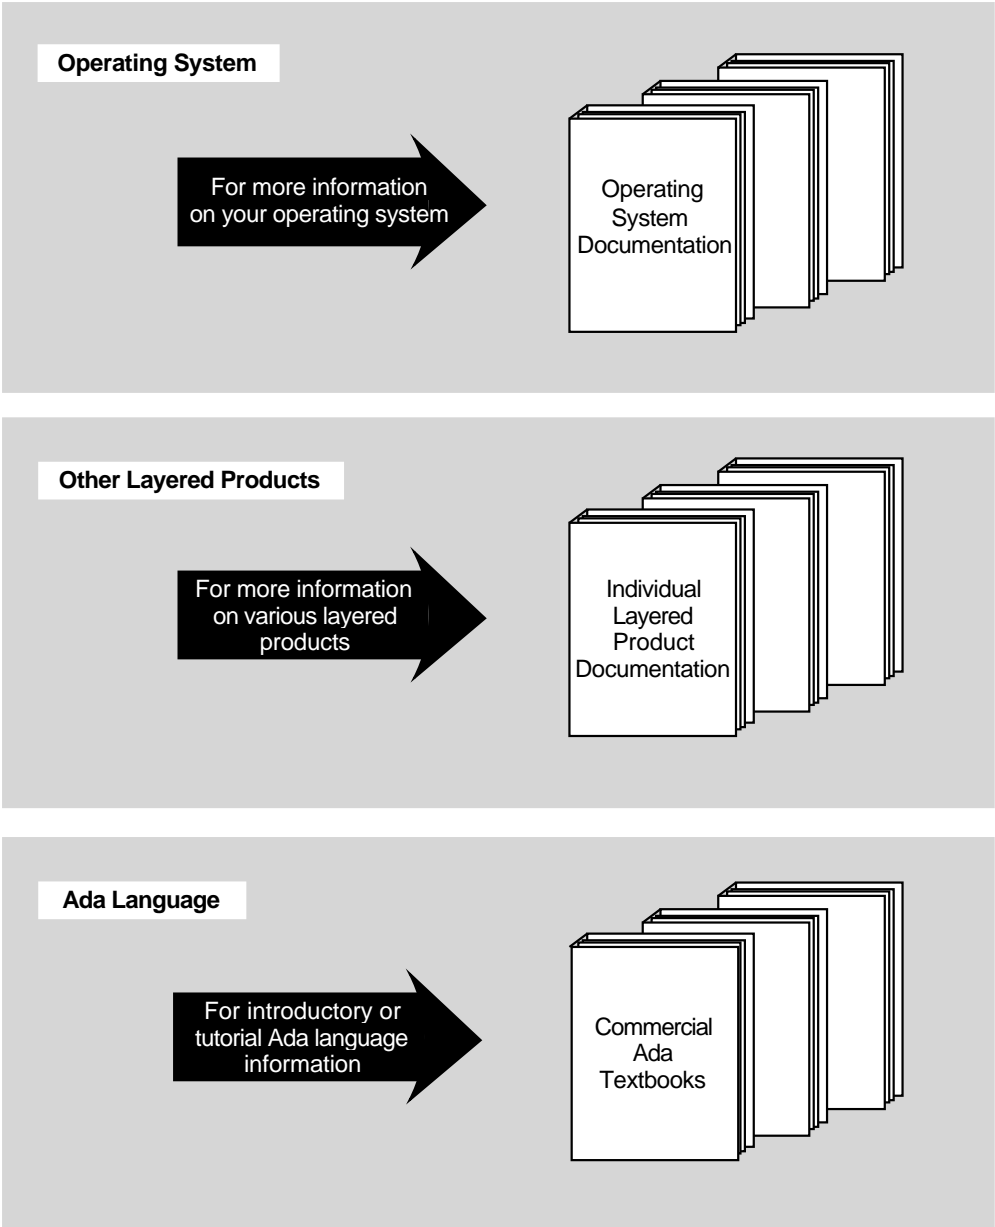 Operating System
For more information
on your operating system
Operating
System
Documentation
Other Layered Products
For more information
on various layered
products
Individual
Layered
Product
Documentation
Ada Language
For introductory or
tutorial Ada language
information
Commercial
Ada
Textbooks